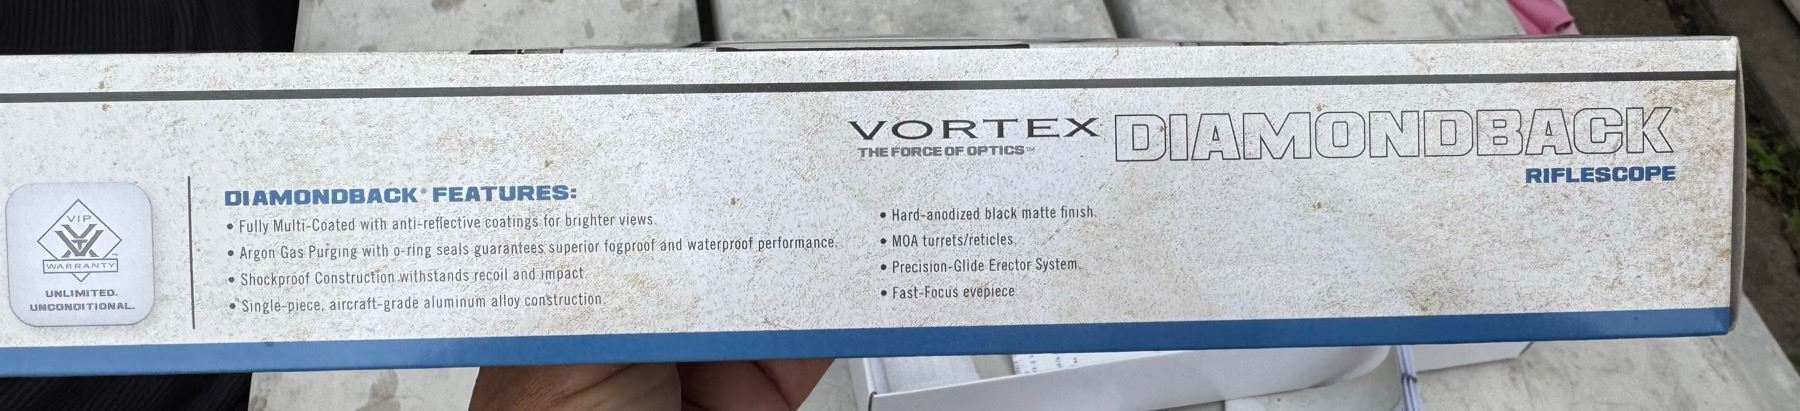 VORTEX DIAMONDBACK
THE FORCE OF OPTICS™
RIFLESCOPE
VIP
WARRANTY
UNLIMITED.
UNCONDITIONAL.
DIAMONDBACK® FEATURES:
• Fully Multi-Coated with anti-reflective coatings for brighter views.
• Argon Gas Purging with o-ring seals guarantees superior fogproof and waterproof performance.
• Shockproof Construction withstands recoil and impact.
• Single-piece, aircraft-grade aluminum alloy construction.
• Hard-anodized black matte finish.
• MOA turrets/reticles.
• Precision-Glide Erector System.
• Fast-Focus eyepiece